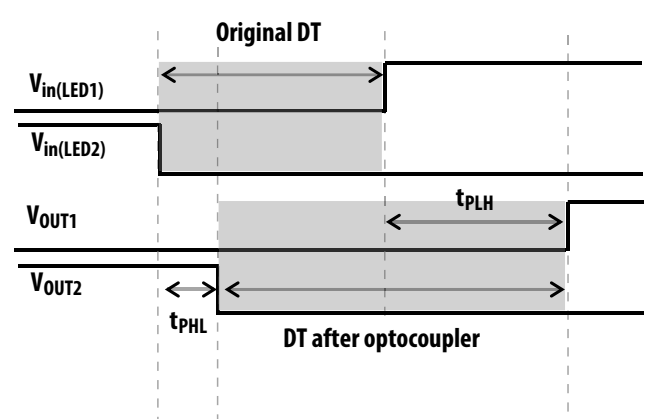 Original DT
Vin(LED1)
Vin(LED2)
tPLH
VOUT1
VOUT2
tPHL
DT after optocoupler